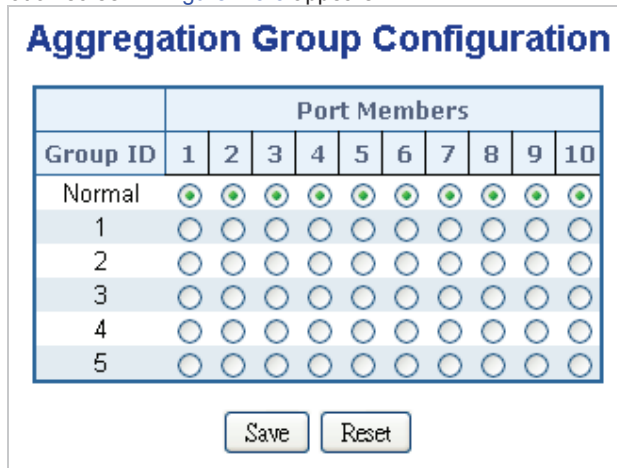 Aggregation Group Configuration
Port Members
Group ID 1 2 3 4 5 6 7 8 9 10
Normal
1
2
3
4
5
Save Reset